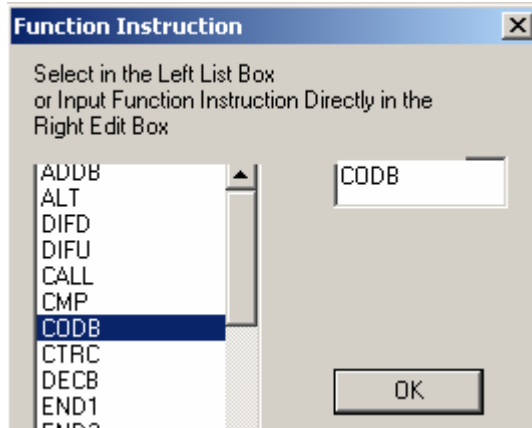 Function Instruction
Select in the Left List Box
or Input Function Instruction Directly in the
Right Edit Box
ADDB
ALT
DIFD
DIFU
CALL
CMP
CODB
CTRC
DECB
END1
CODB
OK